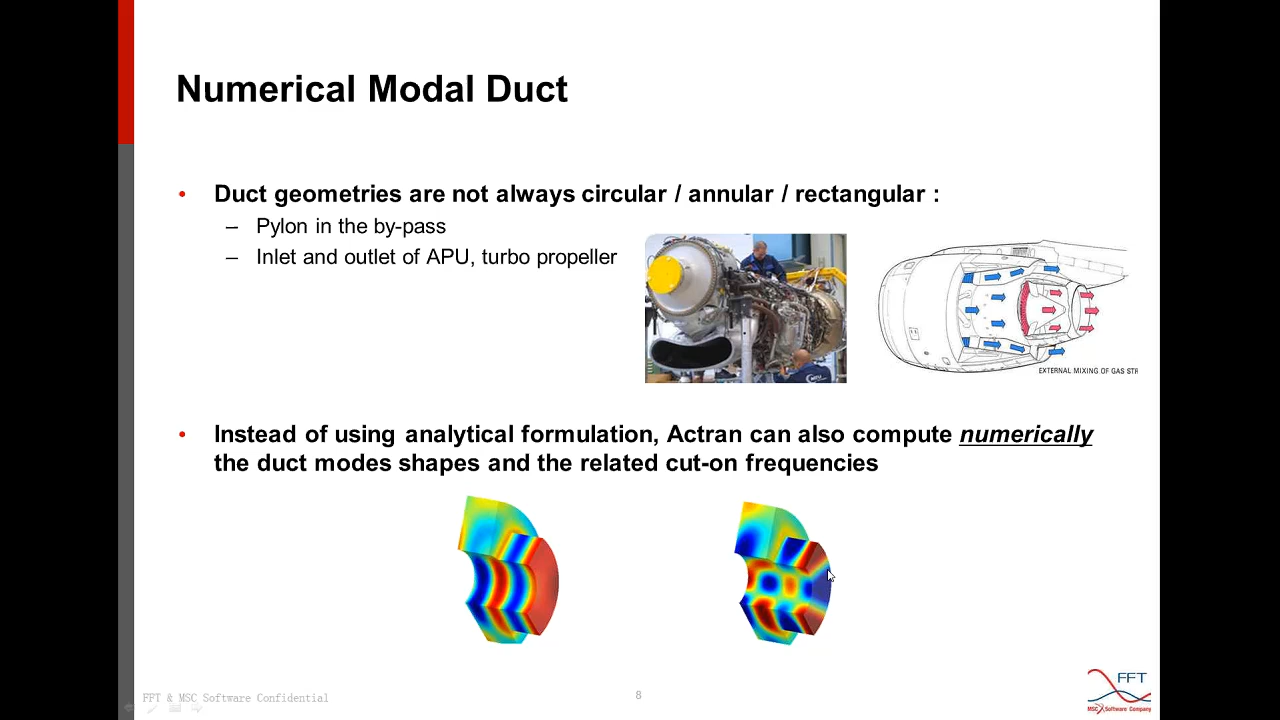 Numerical Modal Duct
• Duct geometries are not always circular / annular / rectangular :
– Pylon in the by-pass
– Inlet and outlet of APU, turbo propeller
EXTERNAL MIXING OF GAS STR
• Instead of using analytical formulation, Actran can also compute numerically
the duct modes shapes and the related cut-on frequencies
FFT & MSC Software Confidential
8
FFT
MSC Software Company